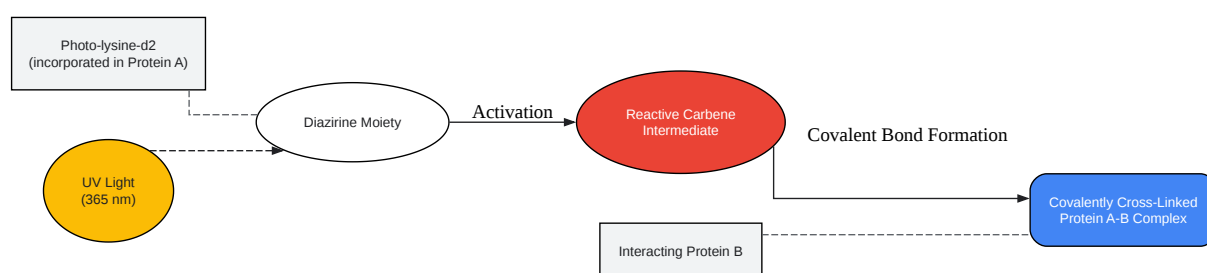 Photo-lysine-d2
(incorporated in Protein A)
Diazirine Moiety
Activation
Reactive Carbene
Intermediate
Covalent Bond Formation
UV Light
(365 nm)
Covalently Cross-Linked
Protein A-B Complex
Interacting Protein B